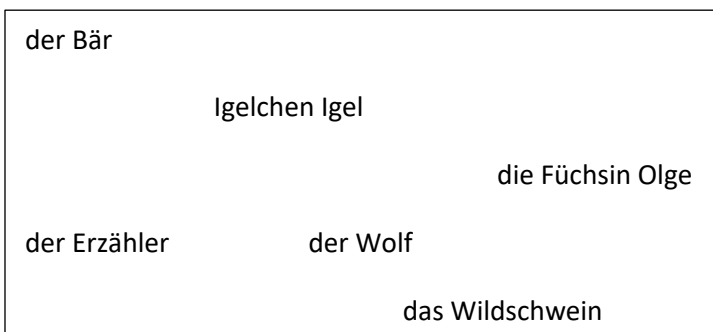 der Bär
Igelchen Igel
die Füchsin Olge
der Erzähler der Wolf
das Wildschwein